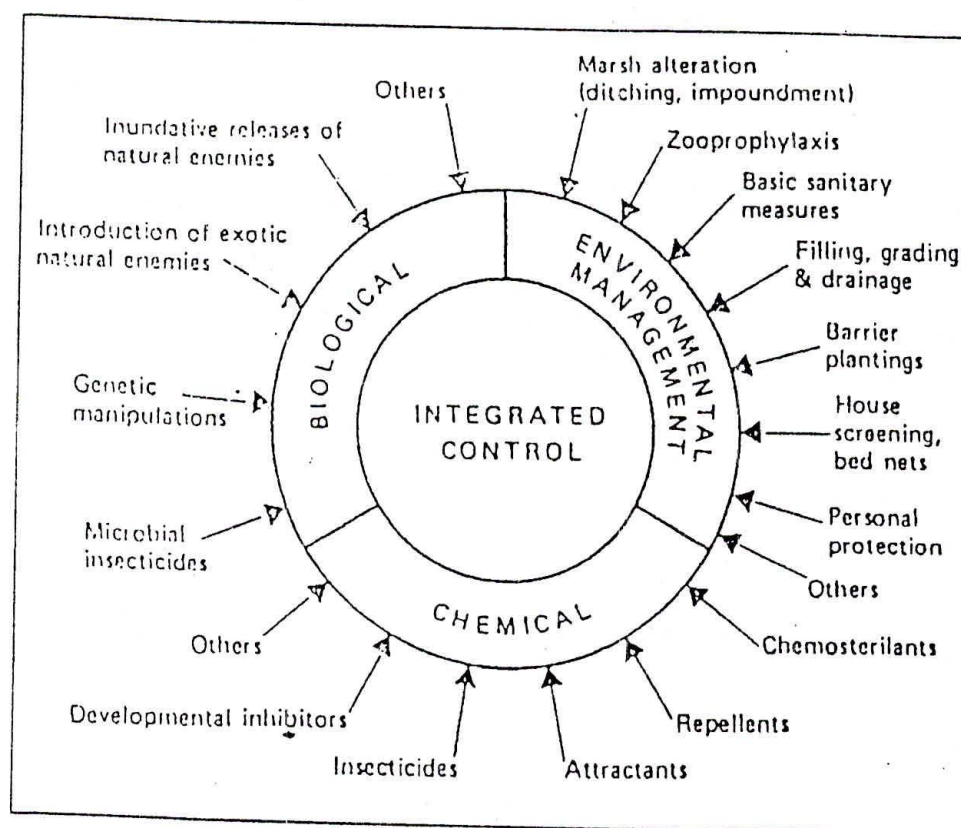 Others
Marsh alteration
(ditching, impoundment)
Inundative releases of
natural enemies
Zooprophylaxis
Basic sanitary
measures
Introduction of exotic
natural enemies
Filling, grading
& drainage
Barrier
plantings
Genetic
manipulations
House
screening,
bed nets
Microbial
insecticides
Personal
protection
Others
Others
Chemosterilants
Developmental inhibitors
Repellents
Insecticides
Attractants
BIOLOGICAL
ENVIRONMENTAL
MANAGEMENT
CHEMICAL
INTEGRATED
CONTROL